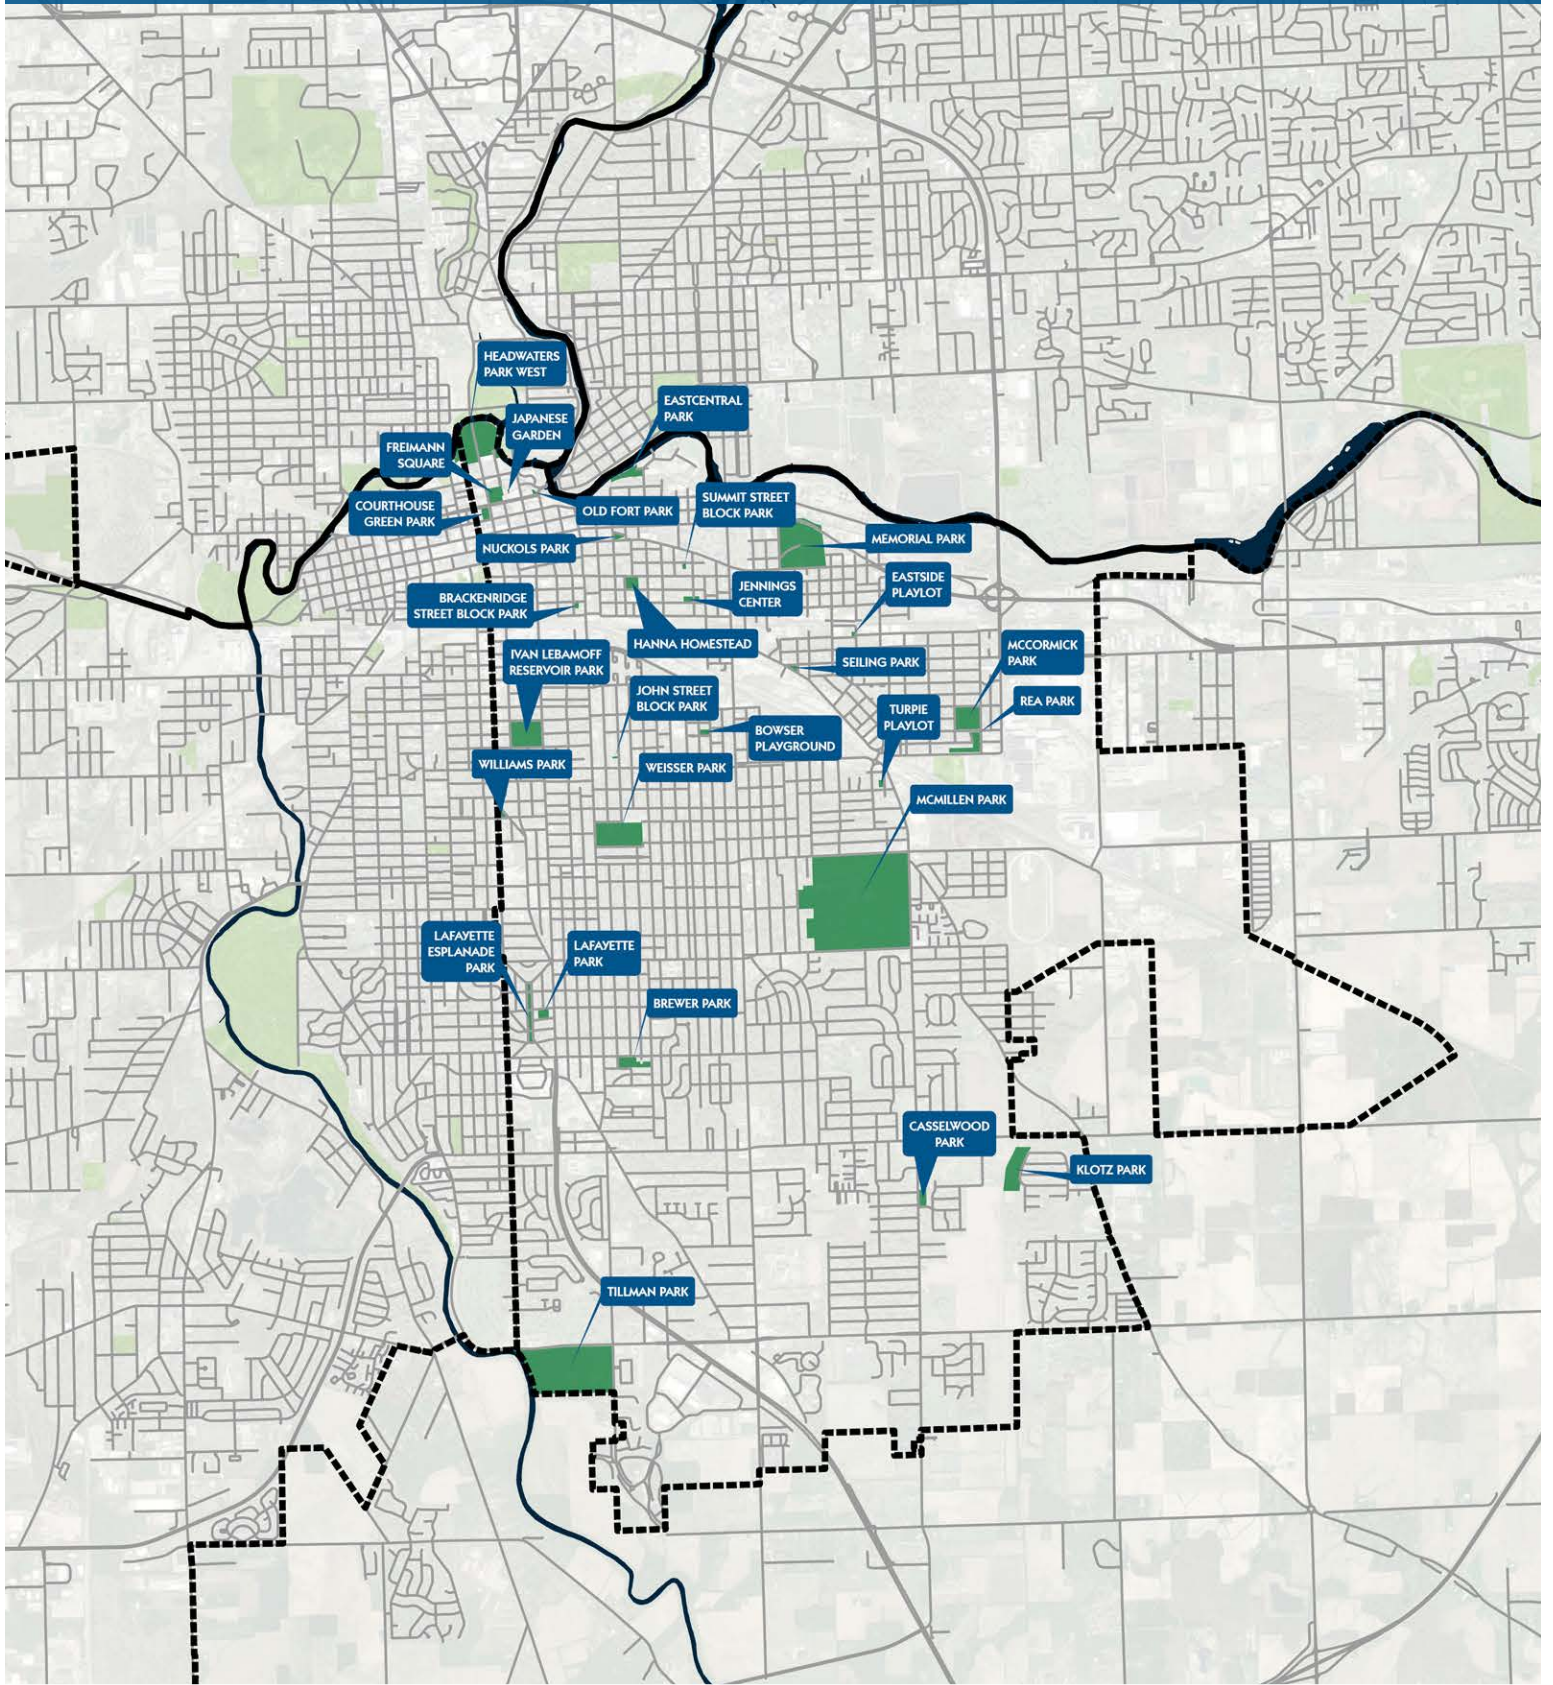 HEADWATERS
PARK WEST
JAPANESE
GARDEN
EASTCENTRAL
PARK
FREIMANN
SQUARE
COURTHOUSE
GREEN PARK
OLD FORT PARK
SUMMIT STREET
BLOCK PARK
NUCKOLS PARK
MEMORIAL PARK
BRACKENRIDGE
STREET BLOCK PARK
JENNINGS
CENTER
EASTSIDE
PLAYLOT
HANNA HOMESTEAD
IVAN LEBAMOFF
RESERVOIR PARK
SEILING PARK
MCCORMICK
PARK
JOHN STREET
BLOCK PARK
REA PARK
TURPIE
PLAYLOT
BOWSER
PLAYGROUND
WILLIAMS PARK
WEISSER PARK
MCMILLEN PARK
LAFAYETTE
ESPLANADE
PARK
LAFAYETTE
PARK
BREWER PARK
CASSELWOOD
PARK
KLOTZ PARK
TILLMAN PARK